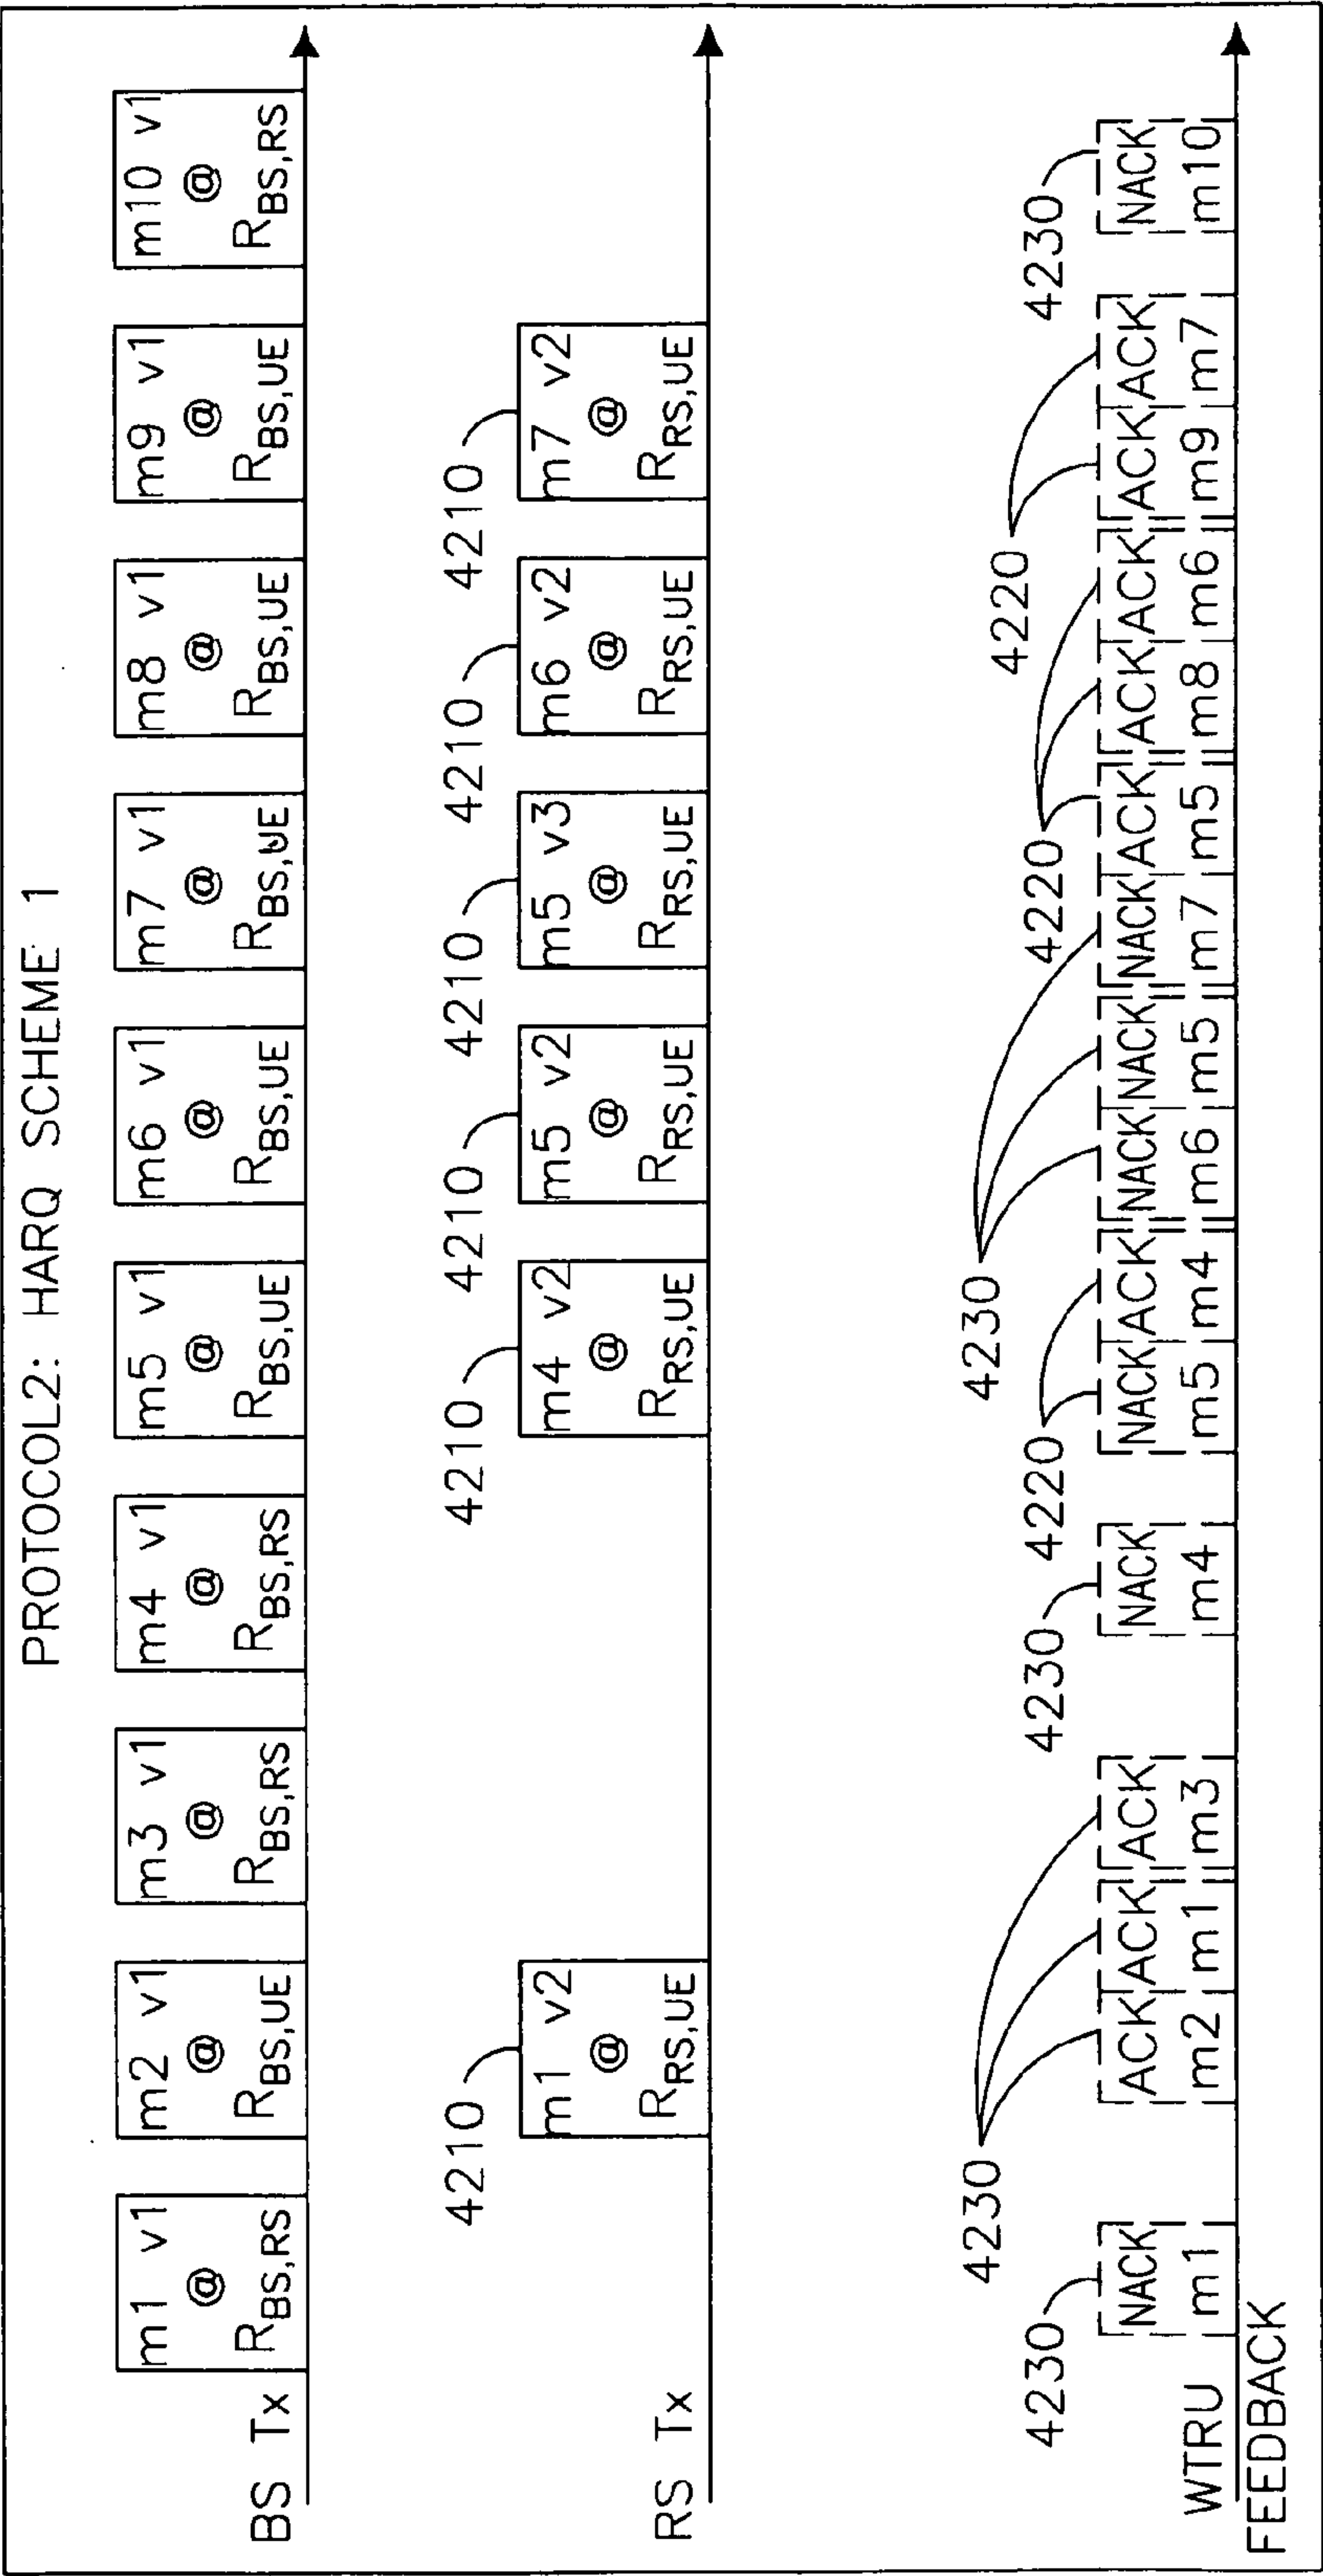 PROTOCOL2: HARQ SCHEME 1
BS Tx
m1 v1
@
RBS,RS
m2 v1
@
RBS,UE
m3 v1
@
RBS,RS
m4 v1
@
RBS,RS
m5 v1
@
RBS,UE
m6 v1
@
RBS,UE
m7 v1
@
RBS,UE
m8 v1
@
RBS,UE
m9 v1
@
RBS,UE
m10 v1
@
RBS,RS
RS Tx
4210
m1 v2
@
RRS,UE
4210
m4 v2
@
RRS,UE
4210
m5 v2
@
RRS,UE
4210
m5 v3
@
RRS,UE
4210
m6 v2
@
RRS,UE
4210
m7 v2
@
RRS,UE
WTRU
FEEDBACK
4230
NACK
m1
4230
ACK
m2
ACK
m1
ACK
m3
4230
NACK
m4
4220
NACK
m5
ACK
m4
4230
NACK
m6
NACK
m5
NACK
m7
4220
ACK
m5
ACK
m8
ACK
m6
4220
ACK
m9
ACK
m7
4230
NACK
m10